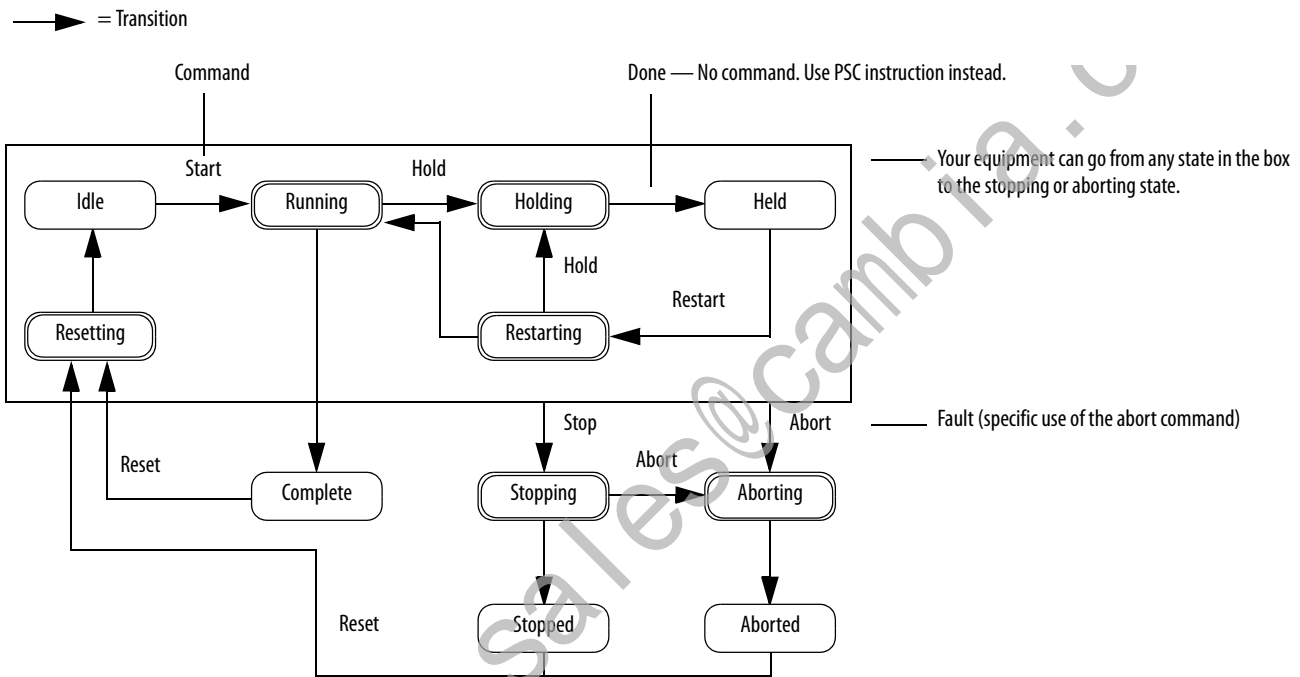 = Transition
Command
Done — No command. Use PSC instruction instead.
Start
Hold
Your equipment can go from any state in the box
to the stopping or aborting state.
Idle
Running
Holding
Held
Hold
Restart
Resetting
Restarting
Stop
Abort
Fault (specific use of the abort command)
Reset
Abort
Complete
Stopping
Aborting
Reset
Stopped
Aborted
sales@cambia.c